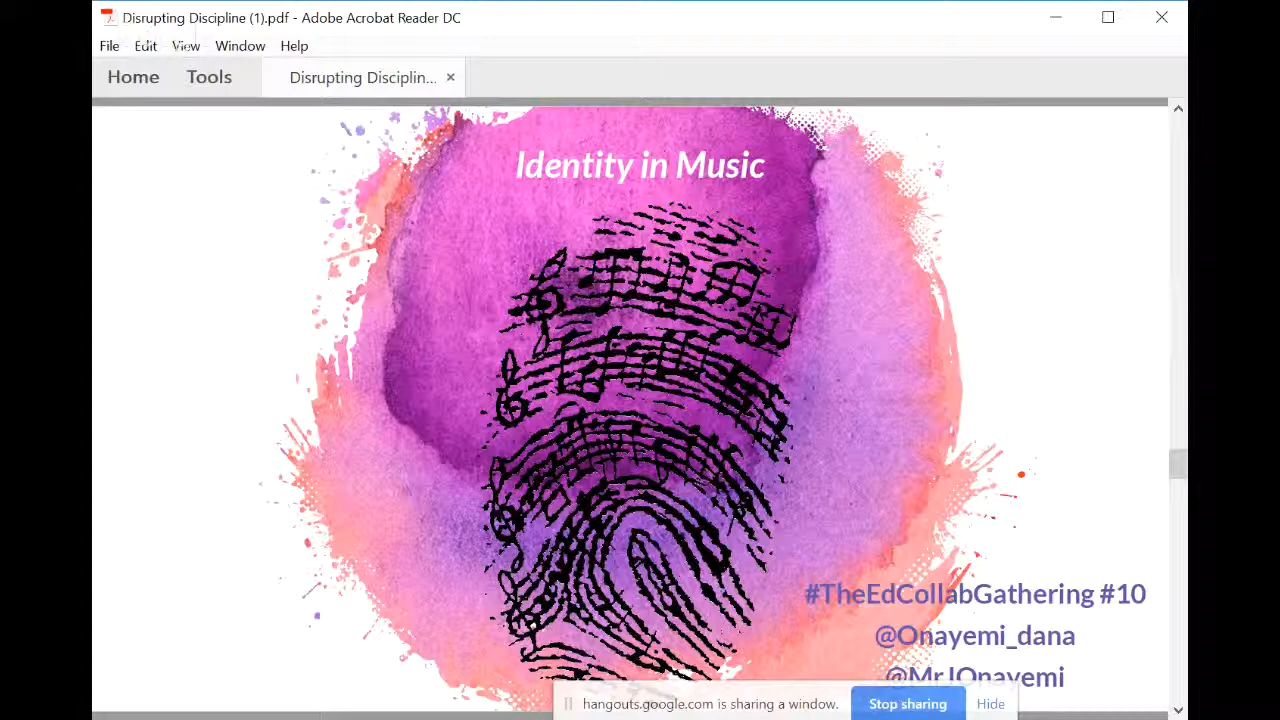 Disrupting Discipline (1).pdf - Adobe Acrobat Reader DC
File Edit View Window Help
Home Tools Disrupting Disciplin... ×
Identity in Music
#TheEdCollabGathering #10
@Onayemi_dana
@MrJOnayemi
hangouts.google.com is sharing a window. Stop sharing Hide